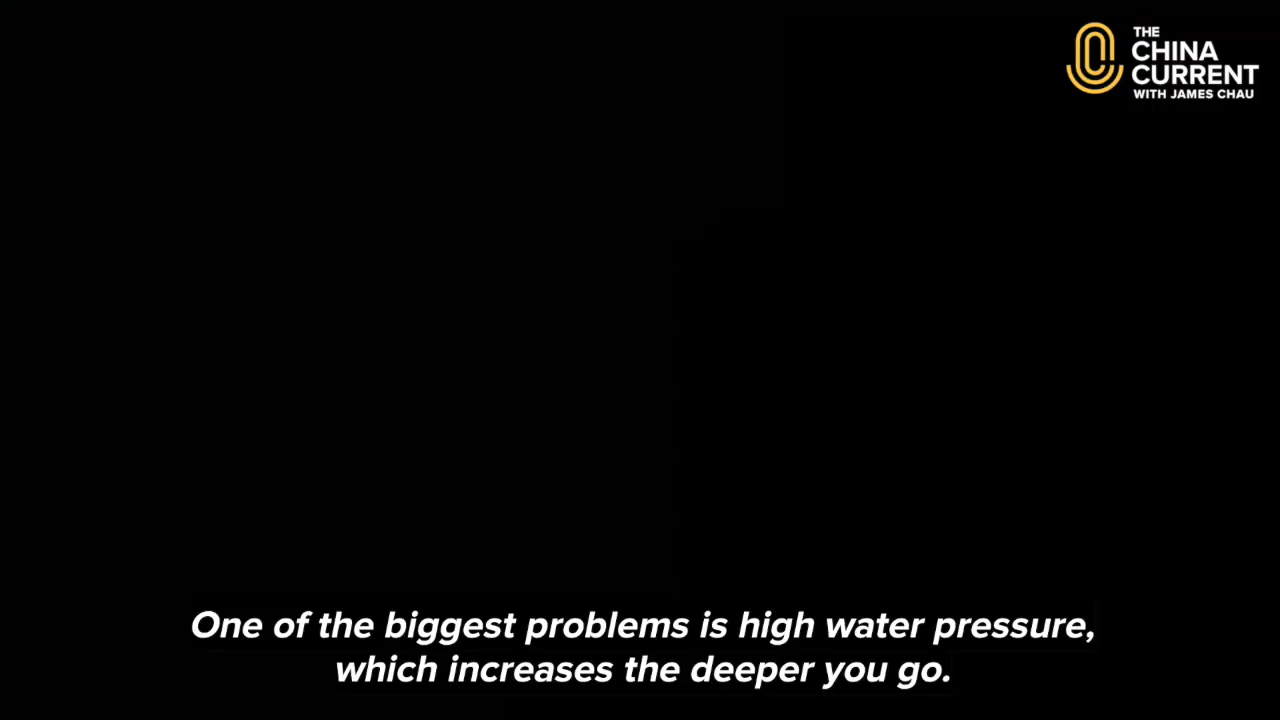 THE
CHINA
CURRENT
WITH JAMES CHAU
One of the biggest problems is high water pressure,
which increases the deeper you go.